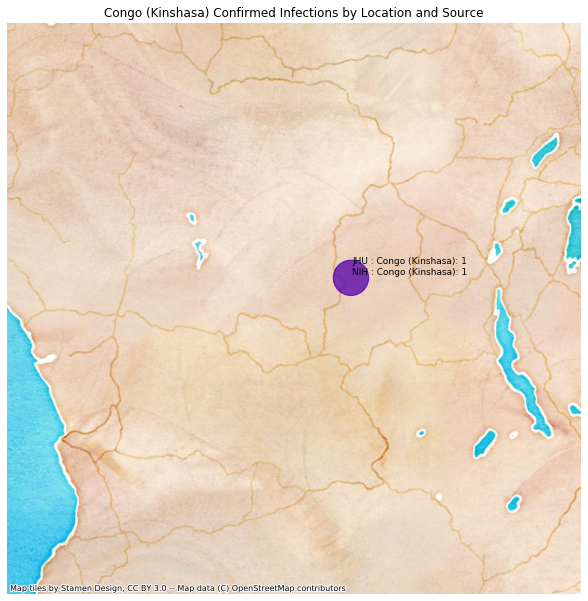 Congo (Kinshasa) Confirmed Infections by Location and Source
JHU : Congo (Kinshasa): 1
NIH : Congo (Kinshasa): 1
Map tiles by Stamen Design, CC BY 3.0 -- Map data (C) OpenStreetMap contributors